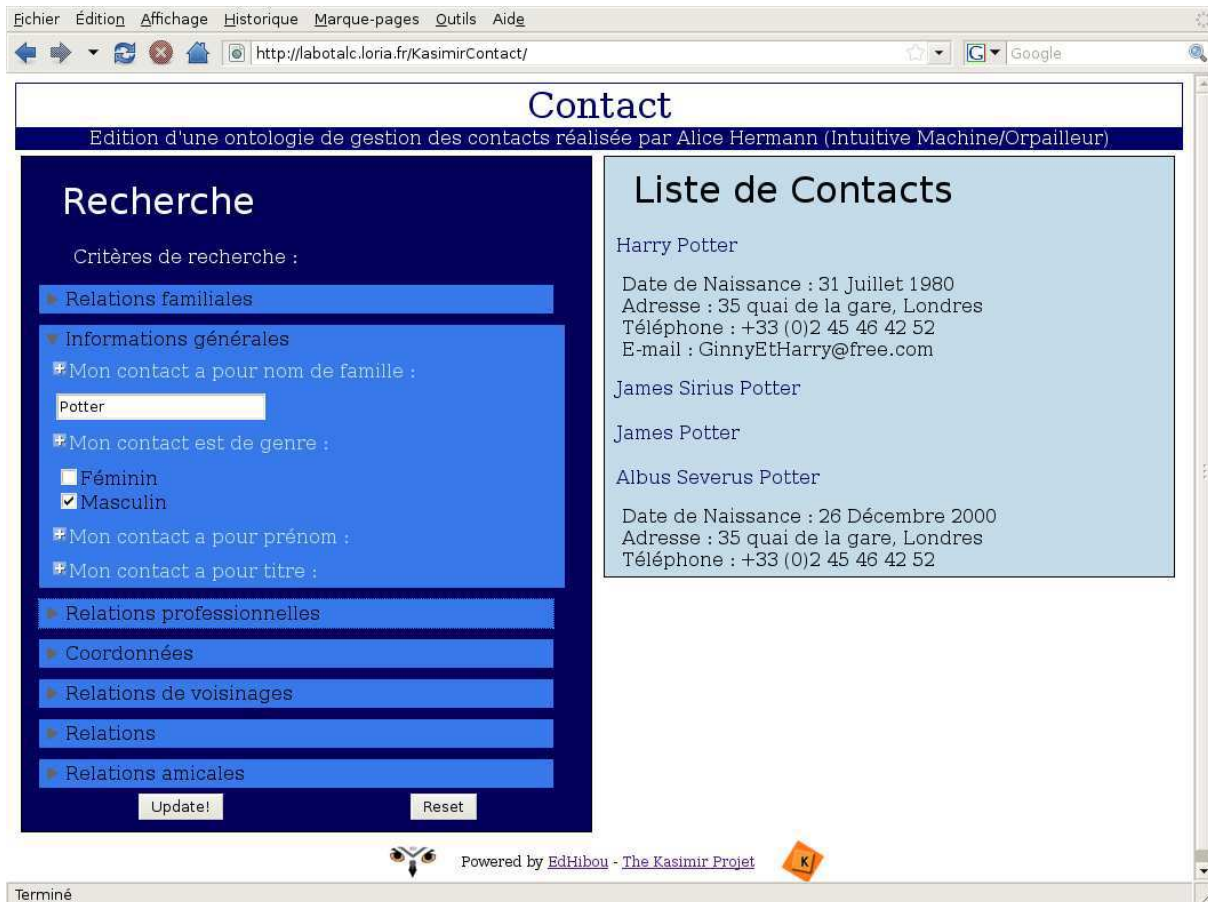 Fichier Édition Affichage Historique Marque-pages Outils Aide
http://labotalc.loria.fr/KasimirContact/
G Google
Contact
Edition d'une ontologie de gestion des contacts réalisée par Alice Hermann (Intuitive Machine/Orpailleur)
Recherche
Critères de recherche :
Relations familiales
Informations générales
Mon contact a pour nom de famille :
Potter
Mon contact est de genre :
Féminin
Masculin
Mon contact a pour prénom :
Mon contact a pour titre :
Relations professionnelles
Coordonnées
Relations de voisinages
Relations
Relations amicales
Update! Reset
Liste de Contacts
Harry Potter
Date de Naissance : 31 Juillet 1980
Adresse : 35 quai de la gare, Londres
Téléphone : +33 (0)2 45 46 42 52
E-mail : GinnyEtHarry@free.com
James Sirius Potter
James Potter
Albus Severus Potter
Date de Naissance : 26 Décembre 2000
Adresse : 35 quai de la gare, Londres
Téléphone : +33 (0)2 45 46 42 52
Powered by EdHibou - The Kasimir Projet K
Terminé